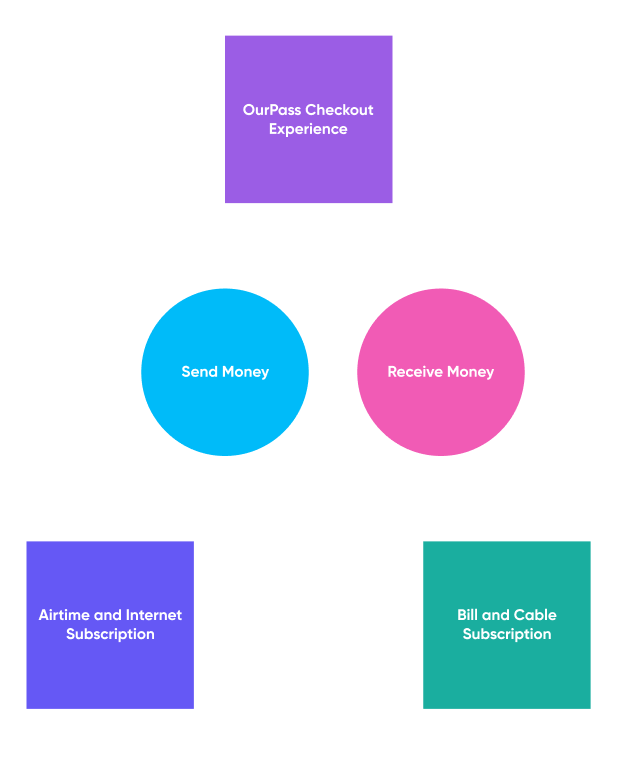 OurPass Checkout
Experience
Send Money
Receive Money
Airtime and Internet
Subscription
Bill and Cable
Subscription